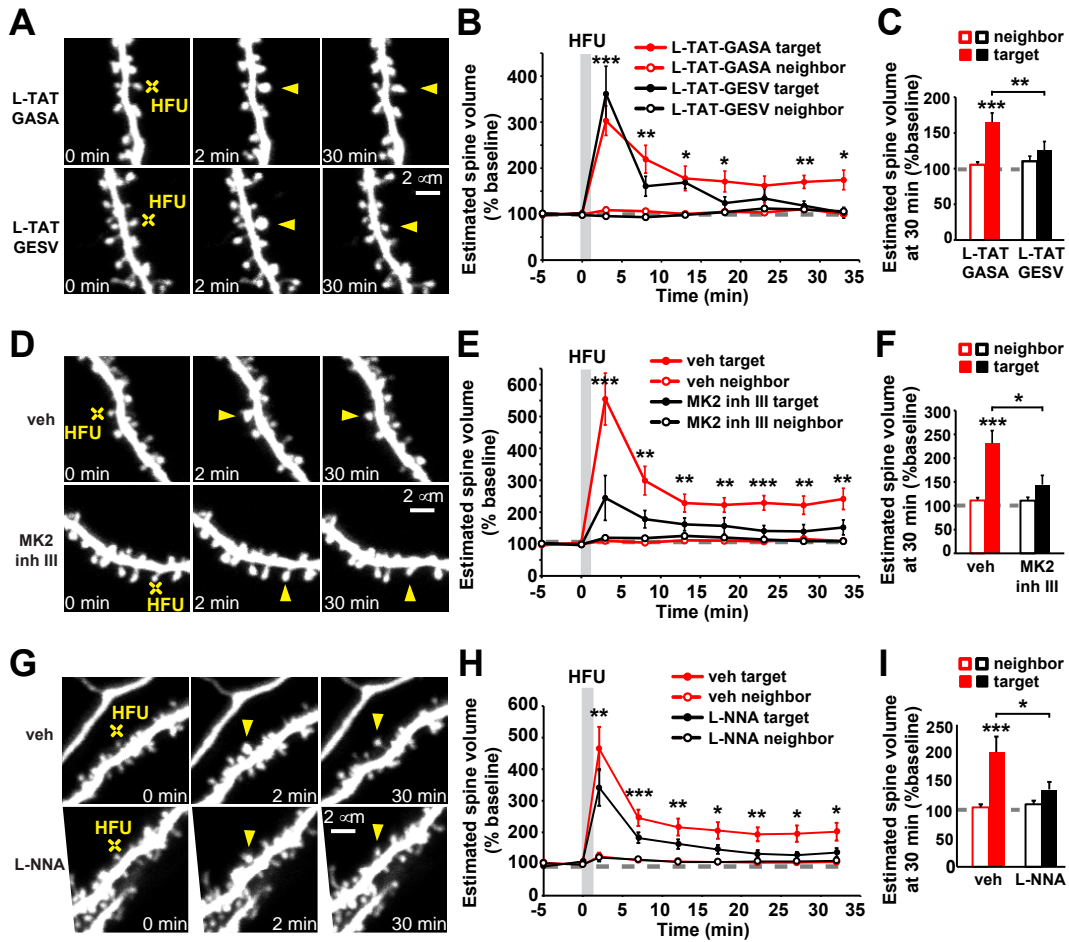 A
L-TAT
GASA
HFU
0 min
2 min
30 min
L-TAT
GESV
HFU
2 ∝m
0 min
2 min
30 min
B
HFU
L-TAT-GASA target
L-TAT-GASA neighbor
L-TAT-GESV target
L-TAT-GESV neighbor
Estimated spine volume
(% baseline)
400
300
200
100
0
*** ** * * ** *
-5 0 5 10 15 20 25 30 35
Time (min)
C
neighbor
target
Estimated spine volume
at 30 min (%baseline)
200
150
100
50
0
*** **
L-TAT
GASA
L-TAT
GESV
D
veh
HFU
0 min
2 min
30 min
MK2
inh III
HFU
2 ∝m
0 min
2 min
30 min
E
HFU
veh target
veh neighbor
MK2 inh III target
MK2 inh III neighbor
Estimated spine volume
(% baseline)
600
500
400
300
200
100
0
*** ** ** ** *** ** **
-5 0 5 10 15 20 25 30 35
Time (min)
F
neighbor
target
Estimated spine volume
at 30 min (%baseline)
300
250
200
150
100
50
0
*** *
veh
MK2
inh III
G
veh
HFU
0 min
2 min
30 min
L-NNA
HFU
2 ∝m
0 min
2 min
30 min
H
HFU
veh target
veh neighbor
L-NNA target
L-NNA neighbor
Estimated spine volume
(% baseline)
600
500
400
300
200
100
0
** *** ** * ** * *
-5 0 5 10 15 20 25 30 35
Time (min)
I
neighbor
target
Estimated spine volume
at 30 min (%baseline)
250
200
150
100
50
0
*** *
veh
L-NNA